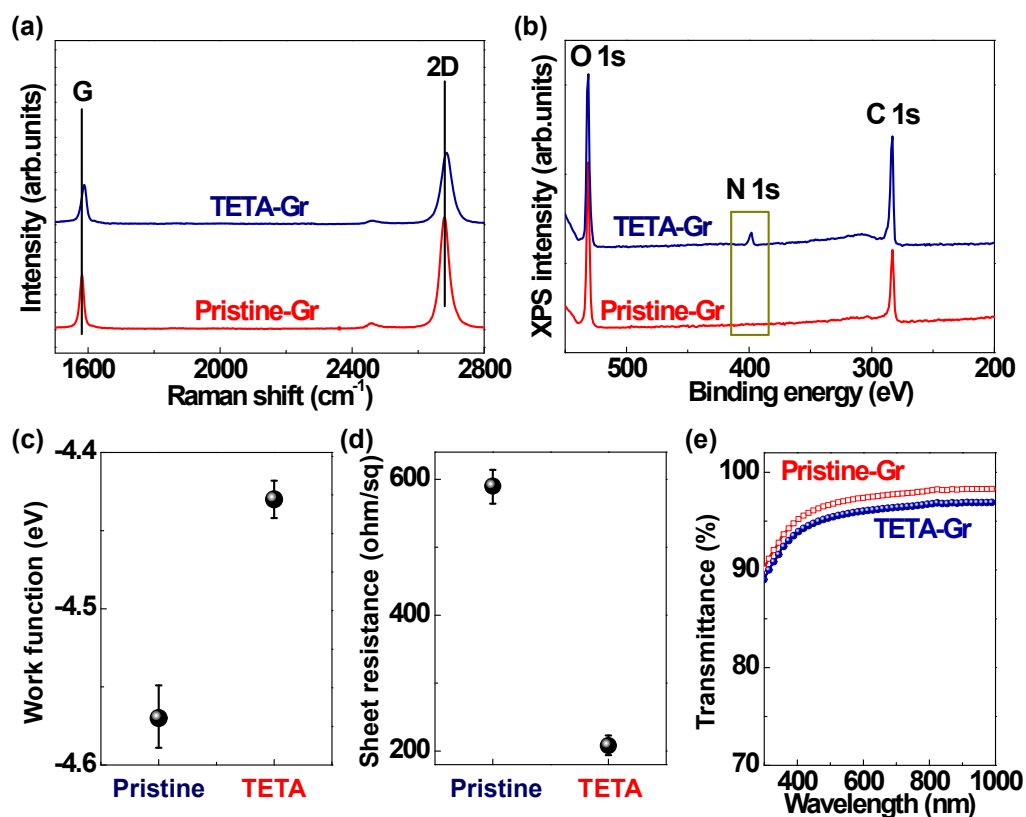 (a)
G
2D
TETA-Gr
Pristine-Gr
Intensity (arb.units)
1600 2000 2400 2800
Raman shift (cm-1)
(b)
O 1s
N 1s
C 1s
TETA-Gr
Pristine-Gr
XPS intensity (arb.units)
500 400 300 200
Binding energy (eV)
(c)
-4.4
-4.5
-4.6
Work function (eV)
Pristine TETA
(d)
600
400
200
Sheet resistance (ohm/sq)
Pristine TETA
(e)
100
90
80
70
Transmittance (%)
Pristine-Gr
TETA-Gr
400 600 800 1000
Wavelength (nm)